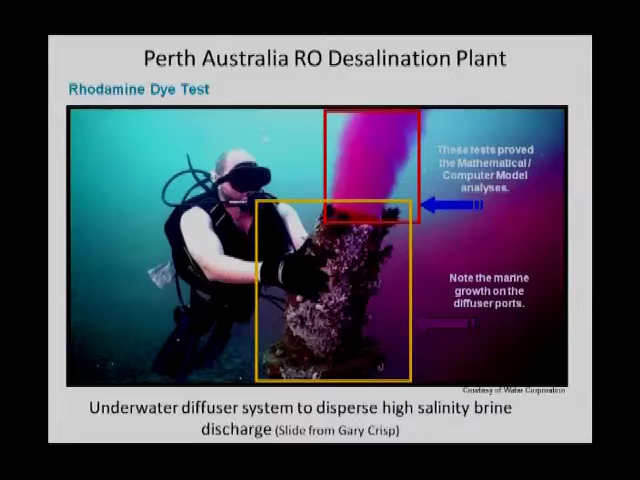 Perth Australia RO Desalination Plant
Rhodamine Dye Test
These tests proved
the Mathematical /
Computer Model
analyses.
Note the marine
growth on the
diffuser ports.
Courtesy of Water Corporation
Underwater diffuser system to disperse high salinity brine
discharge (Slide from Gary Crisp)